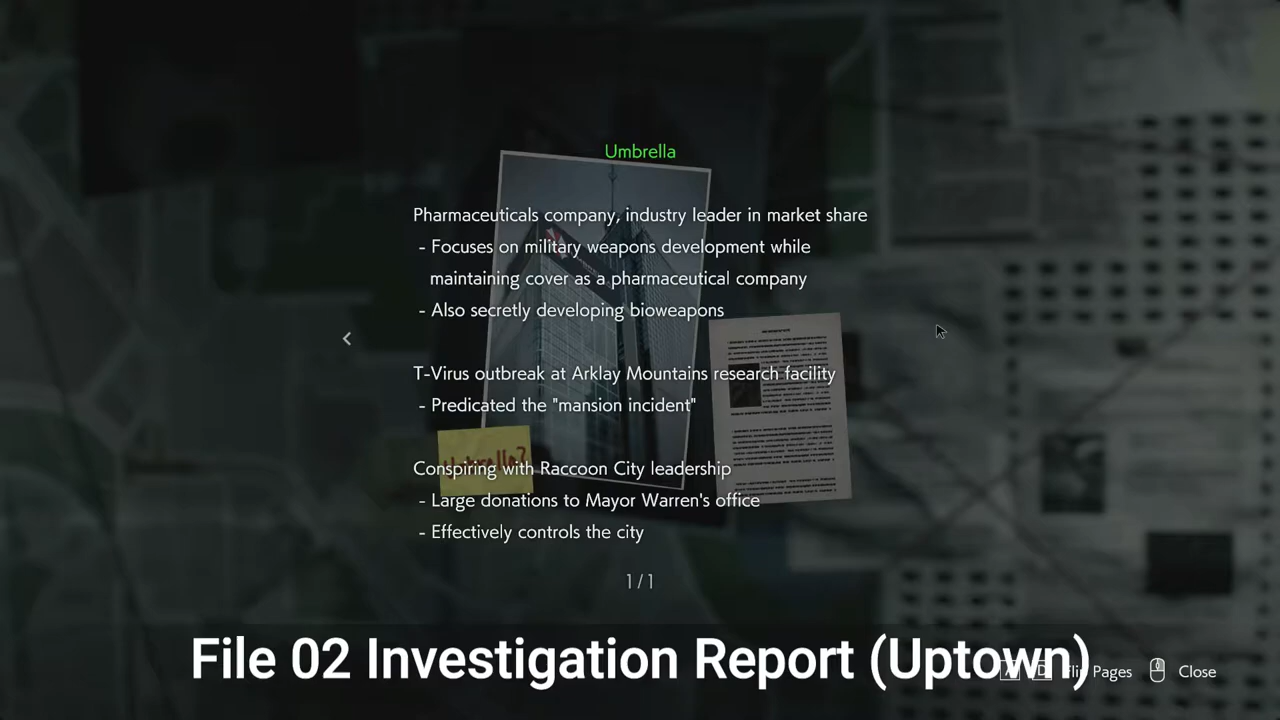 Umbrella
Pharmaceuticals company, industry leader in market share
- Focuses on military weapons development while
maintaining cover as a pharmaceutical company
- Also secretly developing bioweapons
T-Virus outbreak at Arklay Mountains research facility
- Predicated the "mansion incident"
Umbrella?
Conspiring with Raccoon City leadership
- Large donations to Mayor Warren's office
- Effectively controls the city
1/1
File 02 Investigation Report (Uptown)
Flip Pages
Close